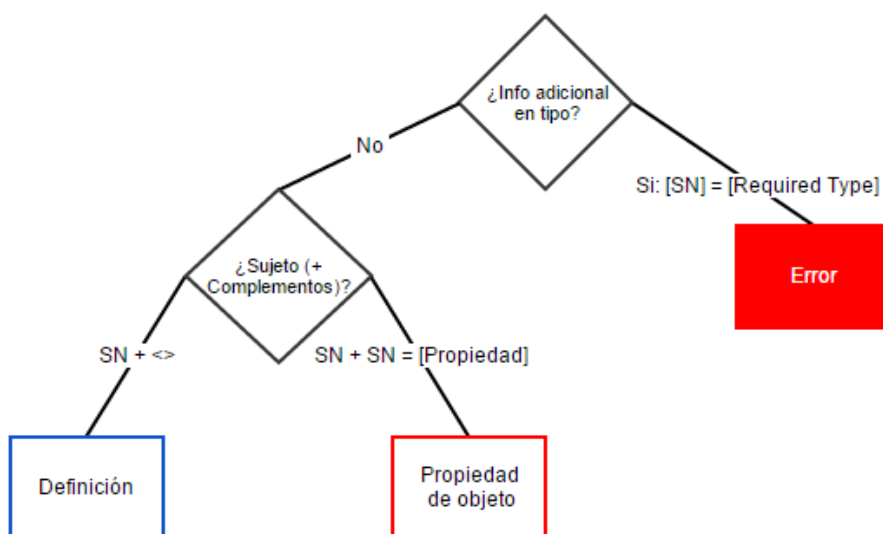 ¿Info adicional
en tipo?
No
Si: [SN] = [Required Type]
¿Sujeto (+
Complementos)?
Error
SN + <>
SN + SN = [Propiedad]
Definición
Propiedad
de objeto